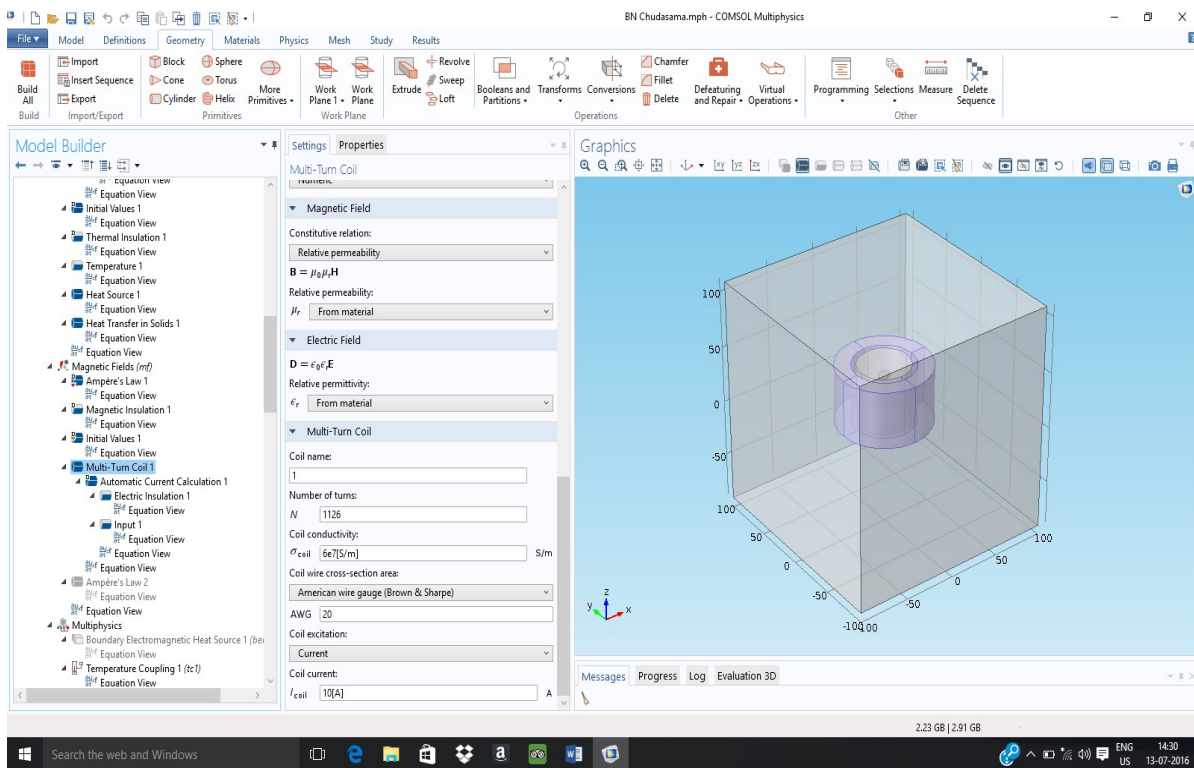 BN Chudasama.mph - COMSOL Multiphysics
File Model Definitions Geometry Materials Physics Mesh Study Results
Import Block Sphere Revolve Chamfer
Insert Sequence Cone Torus Sweep Fillet
Export Cylinder Helix Loft Delete
Build All More Primitives Work Plane 1 Work Plane Extrude Booleans and Partitions Transforms Conversions Defeaturing and Repair Virtual Operations Programming Selections Measure Delete Sequence
Build Import/Export Primitives Work Plane Operations Other
Model Builder
Equation View
Equation View
Initial Values 1
Equation View
Thermal Insulation 1
Equation View
Temperature 1
Equation View
Heat Source 1
Equation View
Heat Transfer in Solids 1
Equation View
Equation View
Magnetic Fields (mf)
Ampère's Law 1
Equation View
Magnetic Insulation 1
Equation View
Initial Values 1
Equation View
Multi-Turn Coil 1
Automatic Current Calculation 1
Electric Insulation 1
Equation View
Input 1
Equation View
Equation View
Equation View
Ampère's Law 2
Equation View
Equation View
Multiphysics
Boundary Electromagnetic Heat Source 1 (be
Equation View
Temperature Coupling 1 (tc1)
Equation View
Settings Properties
Multi-Turn Coil
Numeric
Magnetic Field
Constitutive relation:
Relative permeability
B = μ0μrH
Relative permeability:
μr From material
Electric Field
D = ϵ0ϵrE
Relative permittivity:
ϵr From material
Multi-Turn Coil
Coil name:
1
Number of turns:
N 1126
Coil conductivity:
σcoil 6e7[S/m] S/m
Coil wire cross-section area:
American wire gauge (Brown & Sharpe)
AWG 20
Coil excitation:
Current
Coil current:
Icoil 10[A] A
Graphics
xy yz zx
100
50
0
-50
100
50
0
-50
-100
100
50
0
-50
-100
z
y
x
Messages Progress Log Evaluation 3D
2.23 GB | 2.91 GB
Search the web and Windows
ENG 14:30
US 13-07-2016